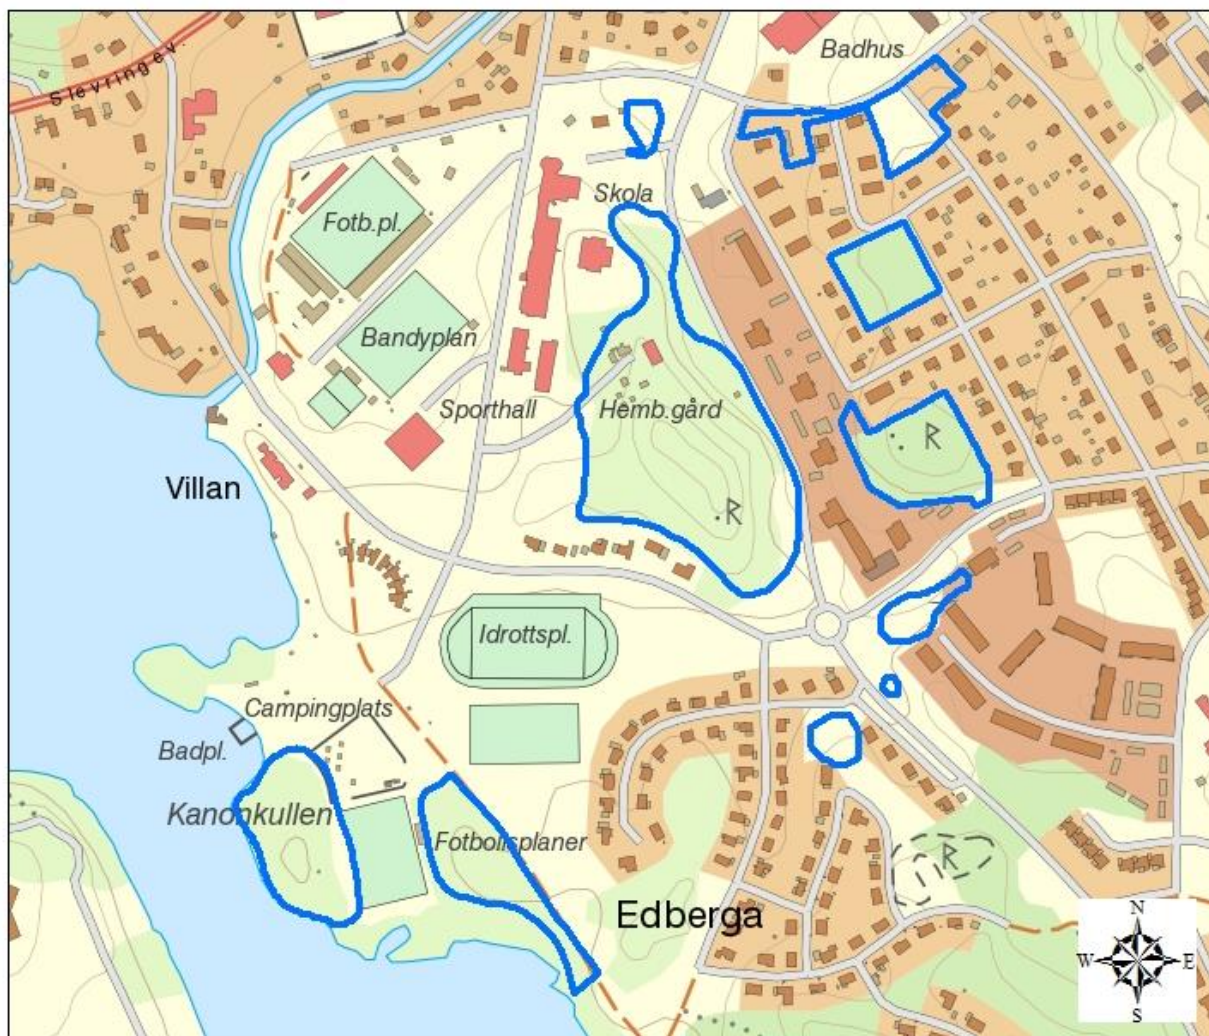 Badhus
Slevringev.
Skola
Fotb.pl.
Bandyplan
Sporthall
Hemb.gård
R
Villan
R
Idrottspl.
Campingplats
Badpl.
Kanonkullen
Fotbollsplaner
R
Edberga
N
W E
S